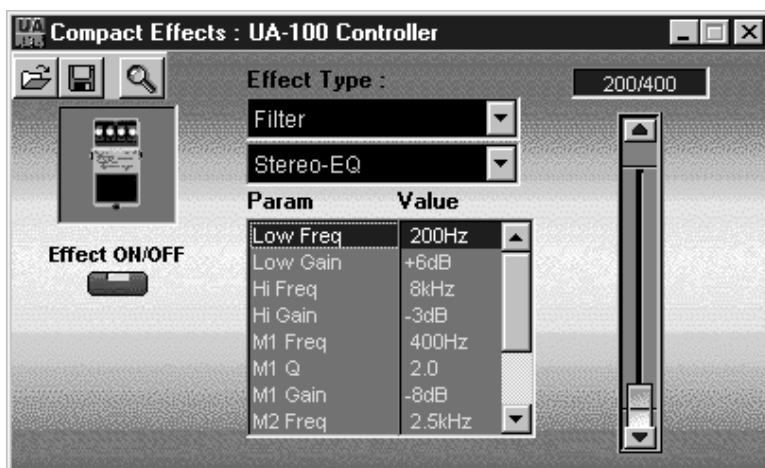 UA Compact Effects : UA-100 Controller
Effect Type :
200/400
Filter
Stereo-EQ
Param Value
Low Freq 200Hz
Low Gain +6dB
Hi Freq 8kHz
Hi Gain -3dB
M1 Freq 400Hz
M1 Q 2.0
M1 Gain -8dB
M2 Freq 2.5kHz
Effect ON/OFF